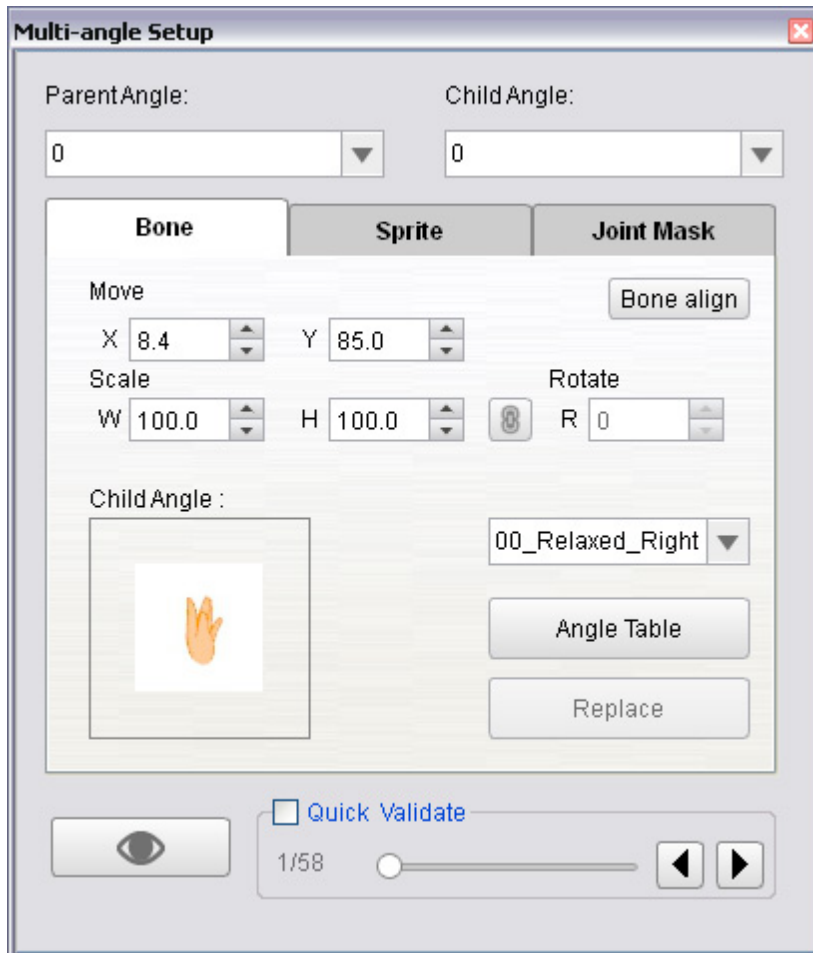 Multi-angle Setup
Parent Angle: Child Angle:
0 0
Bone Sprite Joint Mask
Move Bone align
X 8.4 Y 85.0
Scale Rotate
W 100.0 H 100.0 R 0
Child Angle :
00_Relaxed_Right
Angle Table
Replace
Quick Validate
1/58